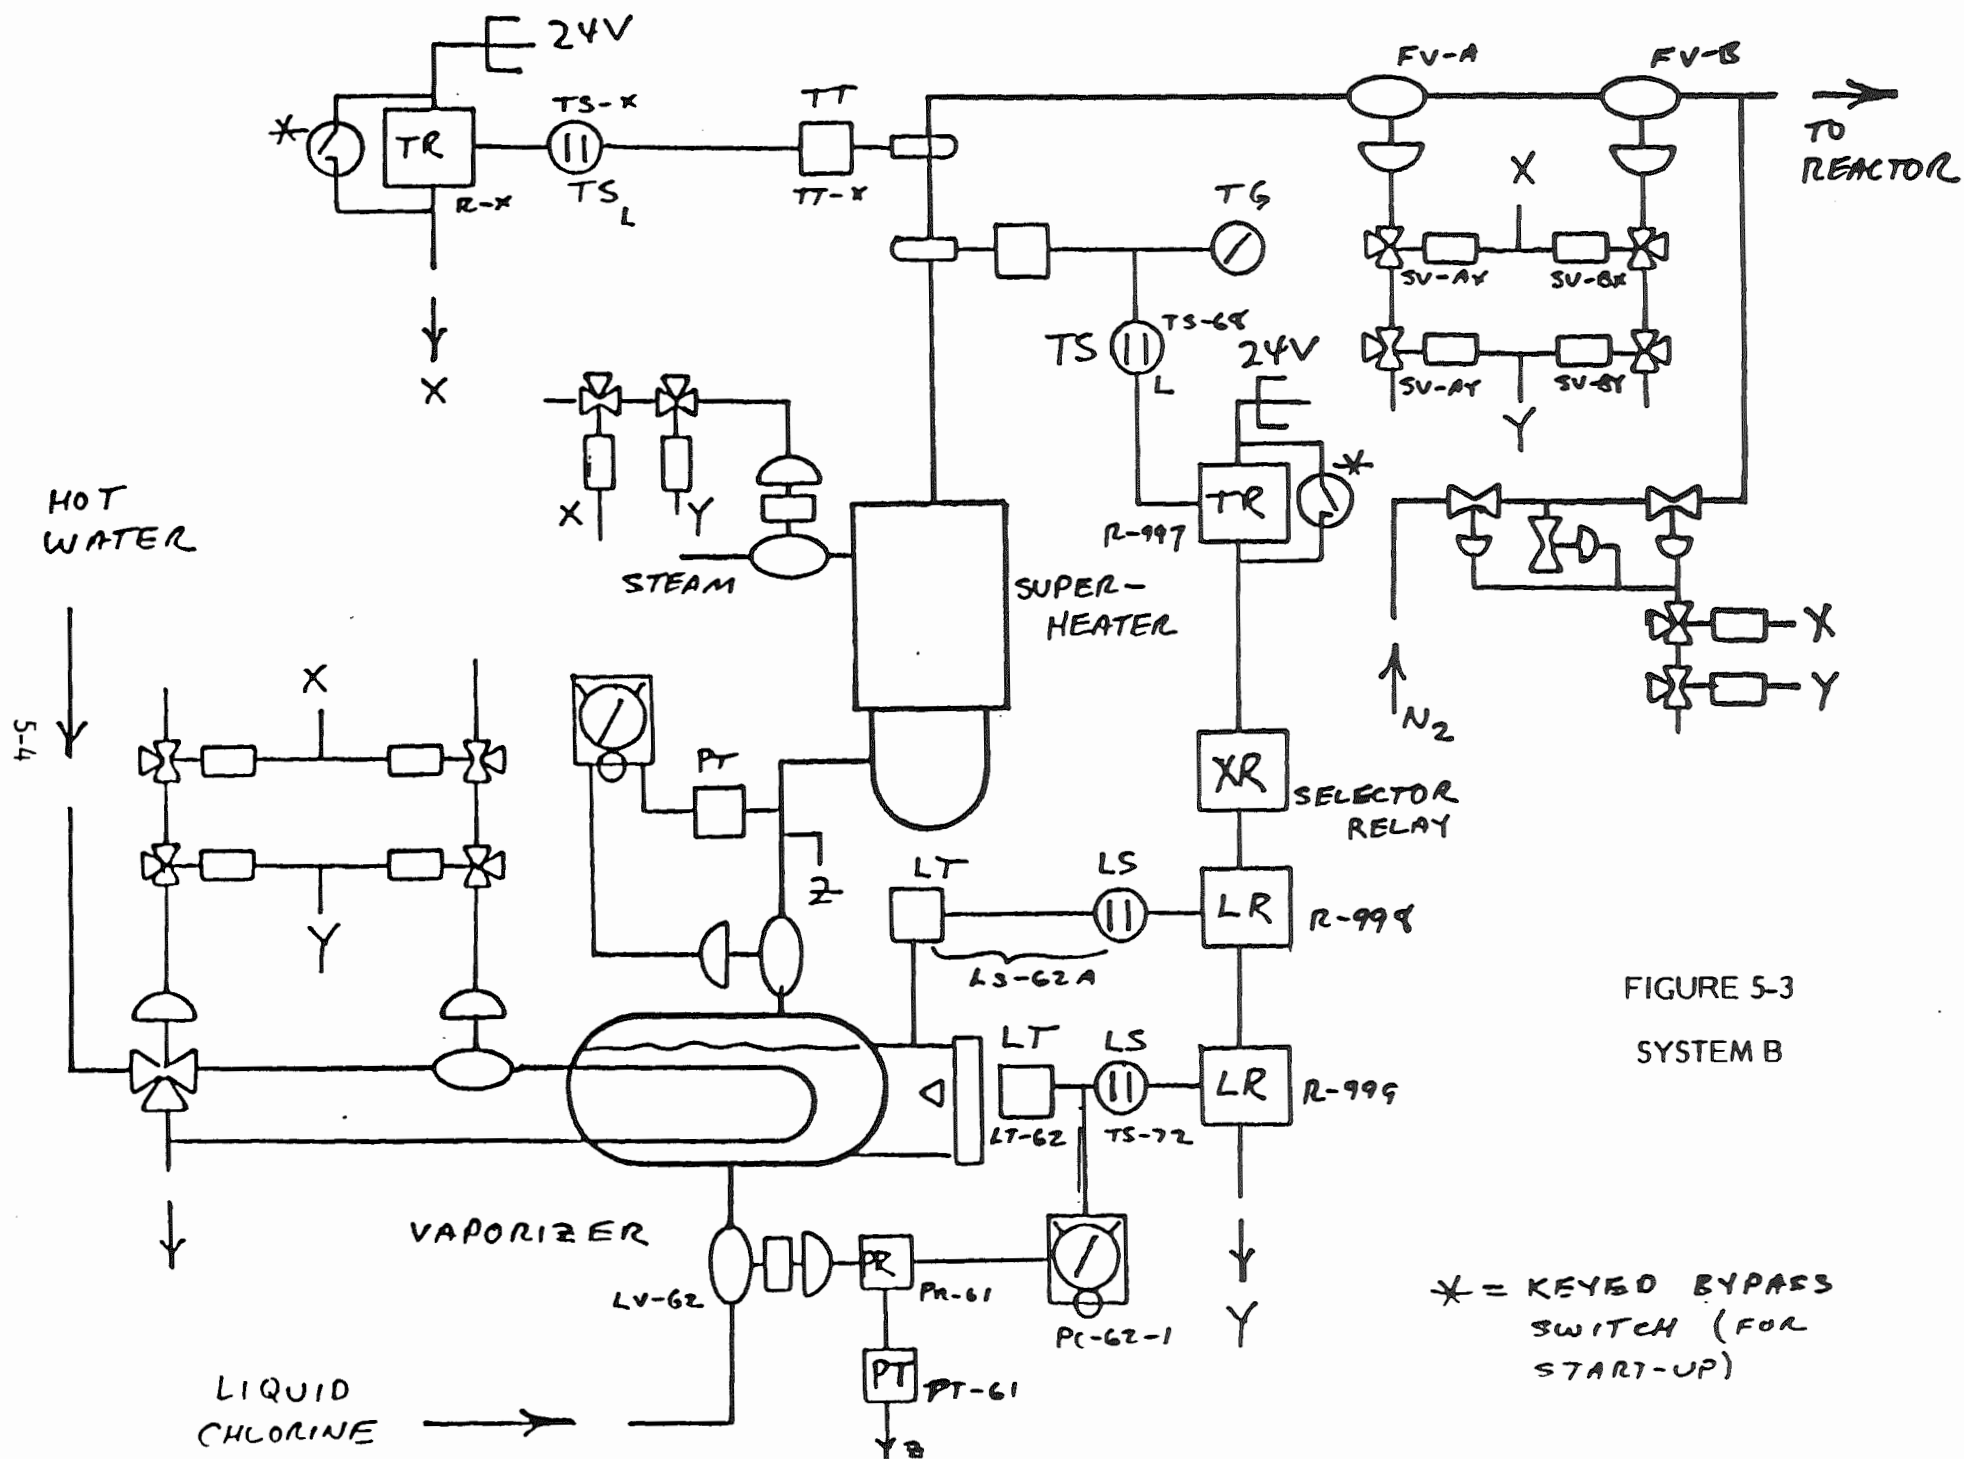 24V
FV-A
FV-B
TS-X
TT
*
TR
TO
REACTOR
TS
L
R-X
TT-X
X
TG
SV-AX
SV-BX
TS-68
TS
24V
L
SV-AY
SV-BY
X
Y
*
HOT
WATER
X
Y
TR
R-997
STEAM
SUPER-
HEATER
X
Y
N2
X
PT
XR
SELECTOR
RELAY
5-4
Z
LT
LS
LR
R-998
Y
LS-62A
FIGURE 5-3
SYSTEM B
LT
LS
LR
R-999
LT-62
TS-72
VAPORIZER
LV-62
PR
PR-61
PC-62-1
Y
* = KEYED BYPASS
SWITCH (FOR
START-UP)
LIQUID
CHLORINE
PT
PT-61
Z